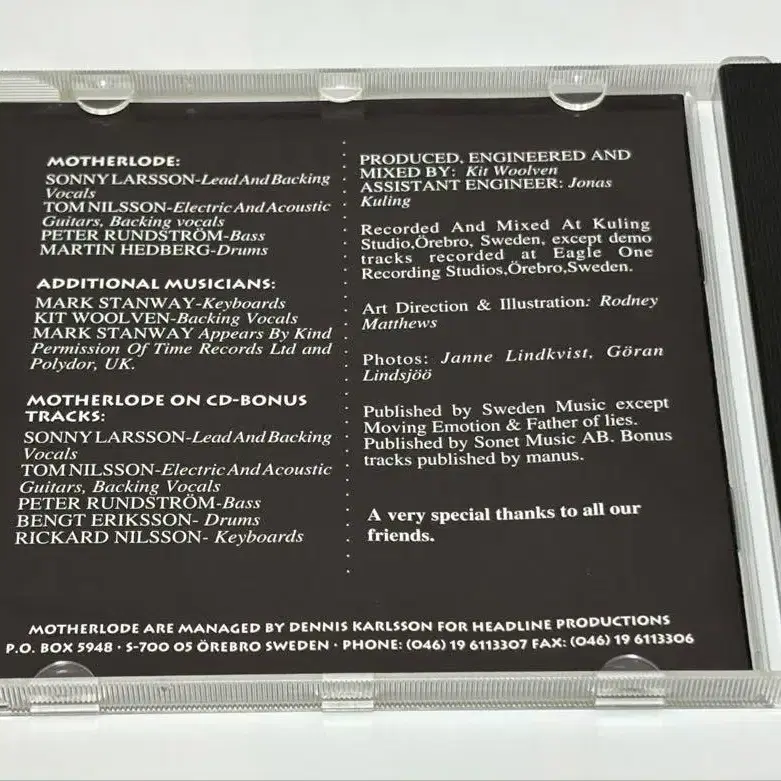 MOTHERLODE:
SONNY LARSSON-Lead And Backing
Vocals
TOM NILSSON-Electric And Acoustic
Guitars, Backing vocals
PETER RUNDSTRÖM-Bass
MARTIN HEDBERG-Drums
ADDITIONAL MUSICIANS:
MARK STANWAY-Keyboards
KIT WOOLVEN-Backing Vocals
MARK STANWAY Appears By Kind
Permission Of Time Records Ltd and
Polydor, UK.
MOTHERLODE ON CD-BONUS
TRACKS:
SONNY LARSSON-Lead And Backing
Vocals
TOM NILSSON-Electric And Acoustic
Guitars, Backing Vocals
PETER RUNDSTRÖM-Bass
BENGT ERIKSSON- Drums
RICKARD NILSSON- Keyboards
PRODUCED, ENGINEERED AND
MIXED BY: Kit Woolven
ASSISTANT ENGINEER: Jonas
Kuling
Recorded And Mixed At Kuling
Studio,Örebro, Sweden, except demo
tracks recorded at Eagle One
Recording Studios,Örebro,Sweden.
Art Direction & Illustration: Rodney
Matthews
Photos: Janne Lindkvist, Göran
Lindsjöö
Published by Sweden Music except
Moving Emotion & Father of lies.
Published by Sonet Music AB. Bonus
tracks published by manus.
A very special thanks to all our
friends.
MOTHERLODE ARE MANAGED BY DENNIS KARLSSON FOR HEADLINE PRODUCTIONS
P.O. BOX 5948 · S-700 05 ÖREBRO SWEDEN · PHONE: (046) 19 6113307 FAX: (046) 19 6113306